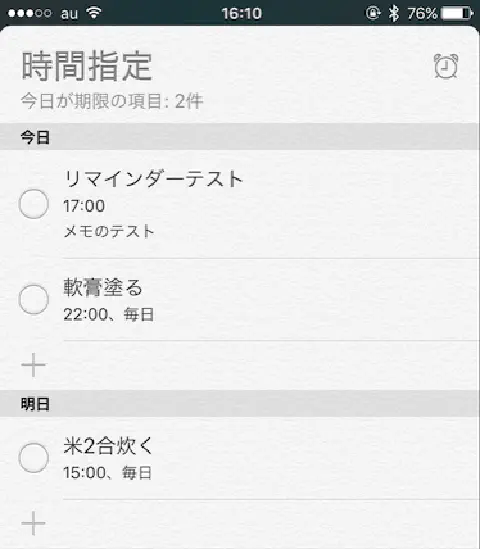 au 16:10 76%
時間指定
今日が期限の項目: 2件
今日
リマインダーテスト
17:00
メモのテスト
軟膏塗る
22:00、毎日
明日
米2合炊く
15:00、毎日